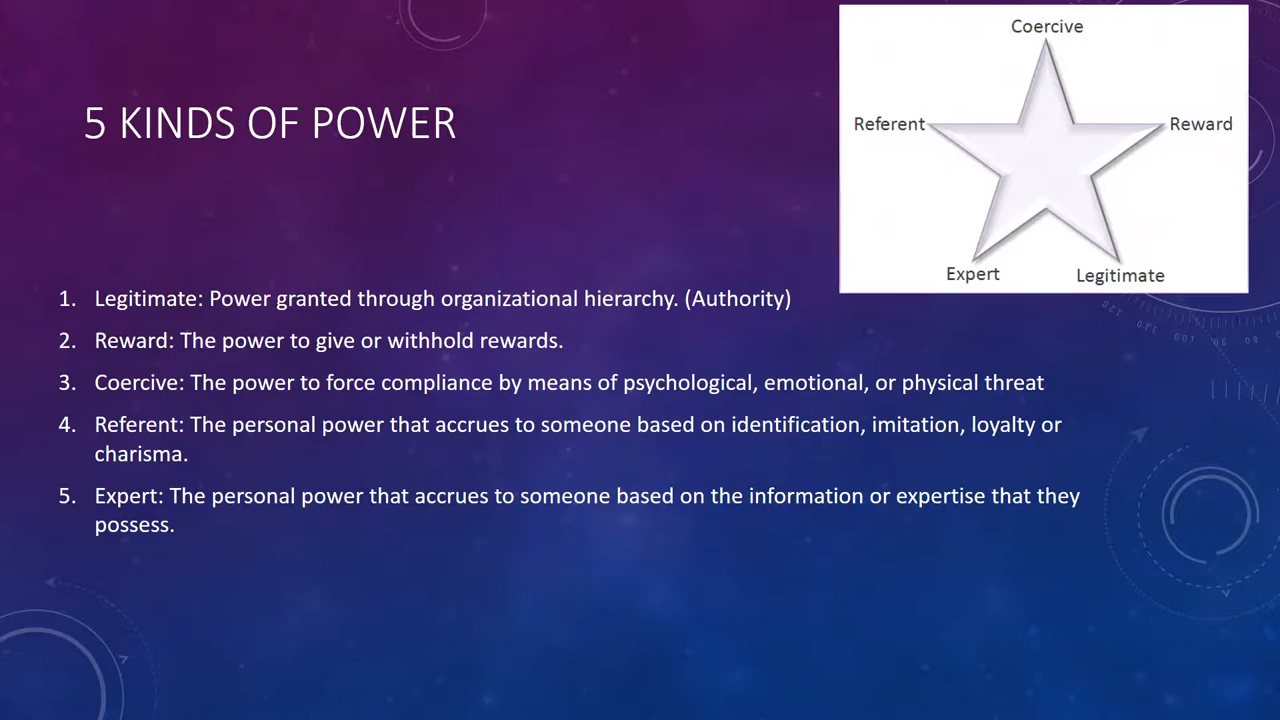 5 KINDS OF POWER
Coercive
Referent
Reward
Expert
Legitimate
1. Legitimate: Power granted through organizational hierarchy. (Authority)
2. Reward: The power to give or withhold rewards.
3. Coercive: The power to force compliance by means of psychological, emotional, or physical threat
4. Referent: The personal power that accrues to someone based on identification, imitation, loyalty or
charisma.
5. Expert: The personal power that accrues to someone based on the information or expertise that they
possess.